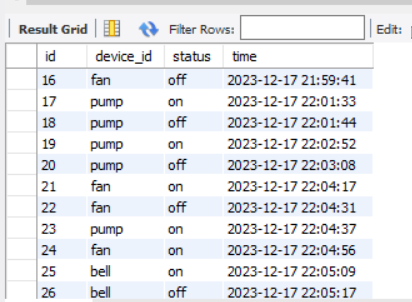 Result Grid Filter Rows: Edit:
id device_id status time
16 fan off 2023-12-17 21:59:41
17 pump on 2023-12-17 22:01:33
18 pump off 2023-12-17 22:01:44
19 pump on 2023-12-17 22:02:52
20 pump off 2023-12-17 22:03:08
21 fan on 2023-12-17 22:04:17
22 fan off 2023-12-17 22:04:31
23 pump on 2023-12-17 22:04:37
24 fan on 2023-12-17 22:04:56
25 bell on 2023-12-17 22:05:09
26 bell off 2023-12-17 22:05:17